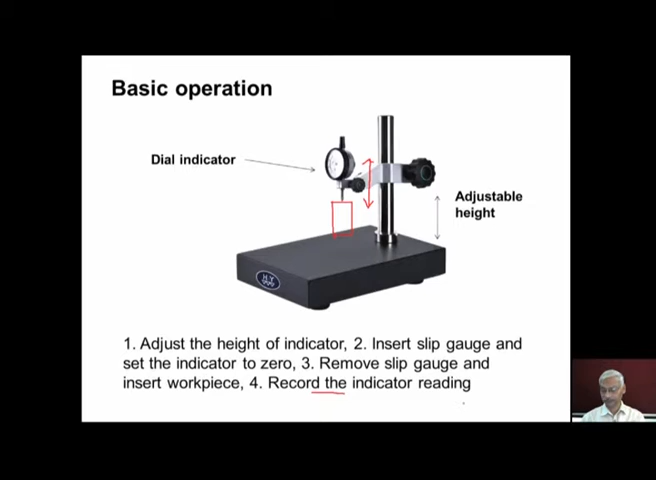 Basic operation
Dial indicator
Adjustable
height
1. Adjust the height of indicator, 2. Insert slip gauge and
set the indicator to zero, 3. Remove slip gauge and
insert workpiece, 4. Record the indicator reading